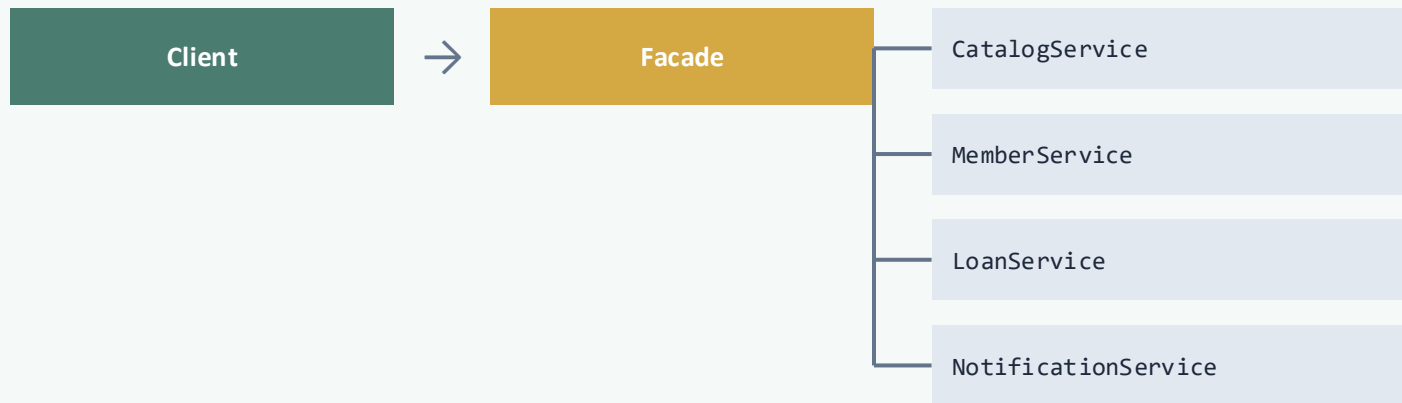 Client
Facade
CatalogService
MemberService
LoanService
NotificationService